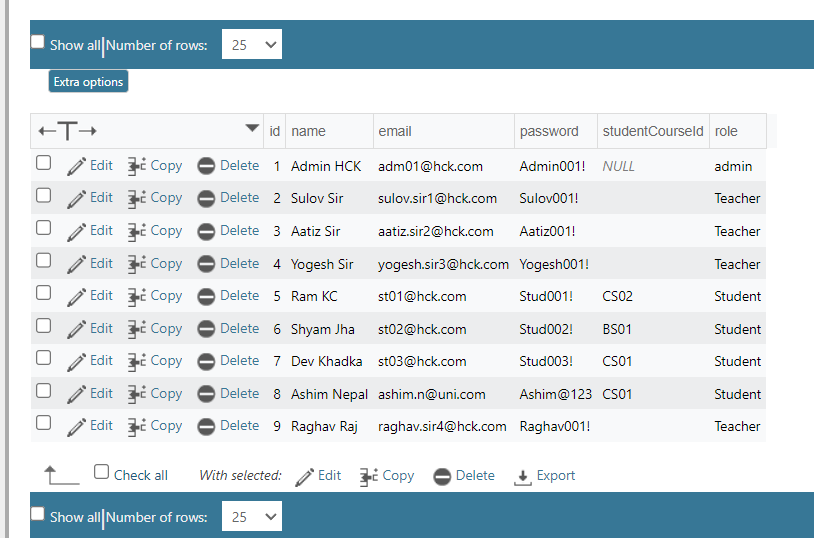 Show all Number of rows: 25
Extra options
id name email password studentCourseId role
Edit Copy Delete 1 Admin HCK adm01@hck.com Admin001! NULL admin
Edit Copy Delete 2 Sulov Sir sulov.sir1@hck.com Sulov001! Teacher
Edit Copy Delete 3 Aatiz Sir aatiz.sir2@hck.com Aatiz001! Teacher
Edit Copy Delete 4 Yogesh Sir yogesh.sir3@hck.com Yogesh001! Teacher
Edit Copy Delete 5 Ram KC st01@hck.com Stud001! CS02 Student
Edit Copy Delete 6 Shyam Jha st02@hck.com Stud002! BS01 Student
Edit Copy Delete 7 Dev Khadka st03@hck.com Stud003! CS01 Student
Edit Copy Delete 8 Ashim Nepal ashim.n@uni.com Ashim@123 CS01 Student
Edit Copy Delete 9 Raghav Raj raghav.sir4@hck.com Raghav001! Teacher
Check all With selected: Edit Copy Delete Export
Show all Number of rows: 25